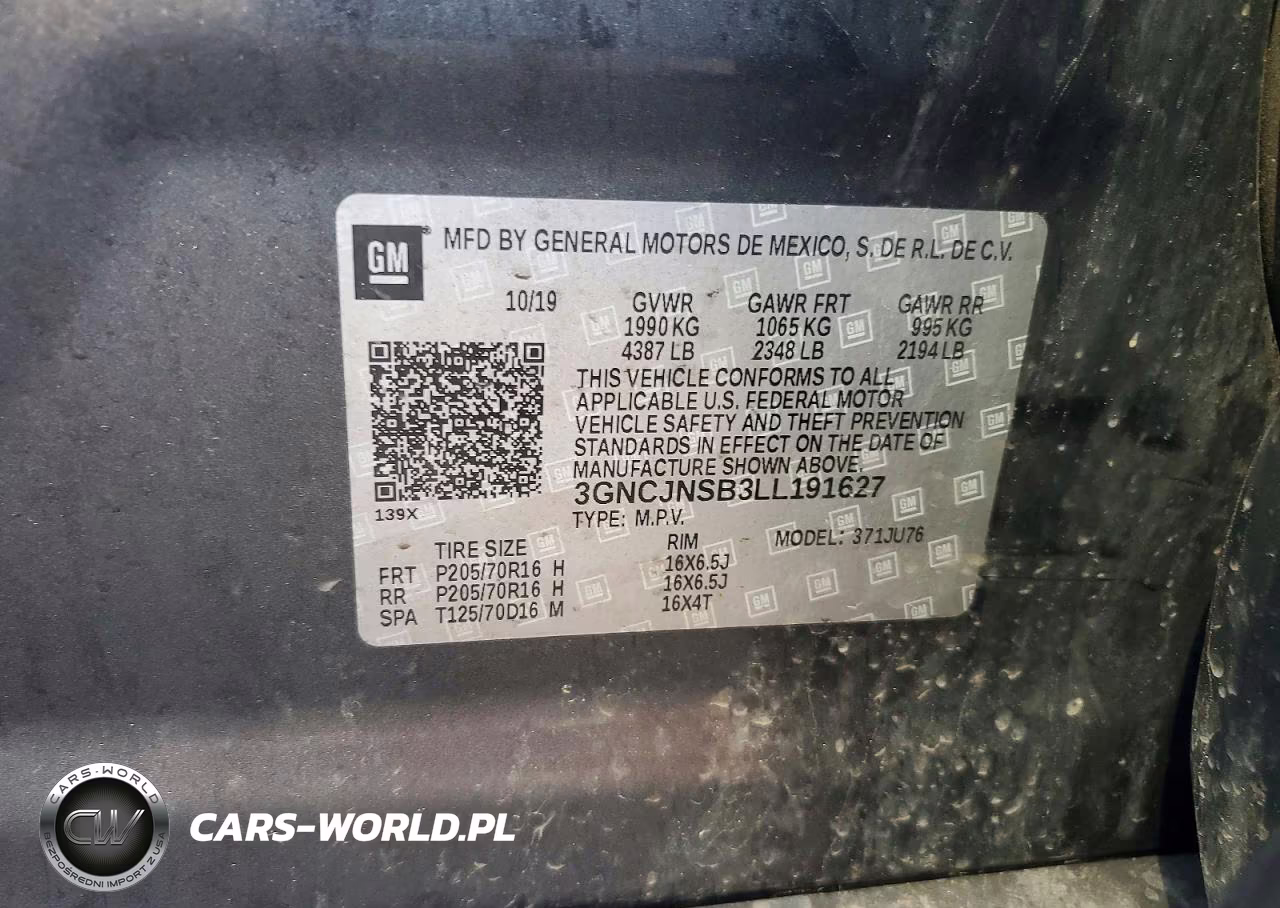 GM
MFD BY GENERAL MOTORS DE MEXICO, S. DE R.L. DE C.V.
10/19 GVWR GAWR FRT GAWR RR
1990 KG 1065 KG 995 KG
4387 LB 2348 LB 2194 LB
THIS VEHICLE CONFORMS TO ALL
APPLICABLE U.S. FEDERAL MOTOR
VEHICLE SAFETY AND THEFT PREVENTION
STANDARDS IN EFFECT ON THE DATE OF
MANUFACTURE SHOWN ABOVE.
3GNCJNSB3LL191627
139X
TYPE: M.P.V. MODEL: 371JU76
TIRE SIZE RIM
FRT P205/70R16 H 16X6.5J
RR P205/70R16 H 16X6.5J
SPA T125/70D16 M 16X4T
CARS-WORLD
CW
BEZPOŚREDNI IMPORT Z USA
CARS-WORLD.PL